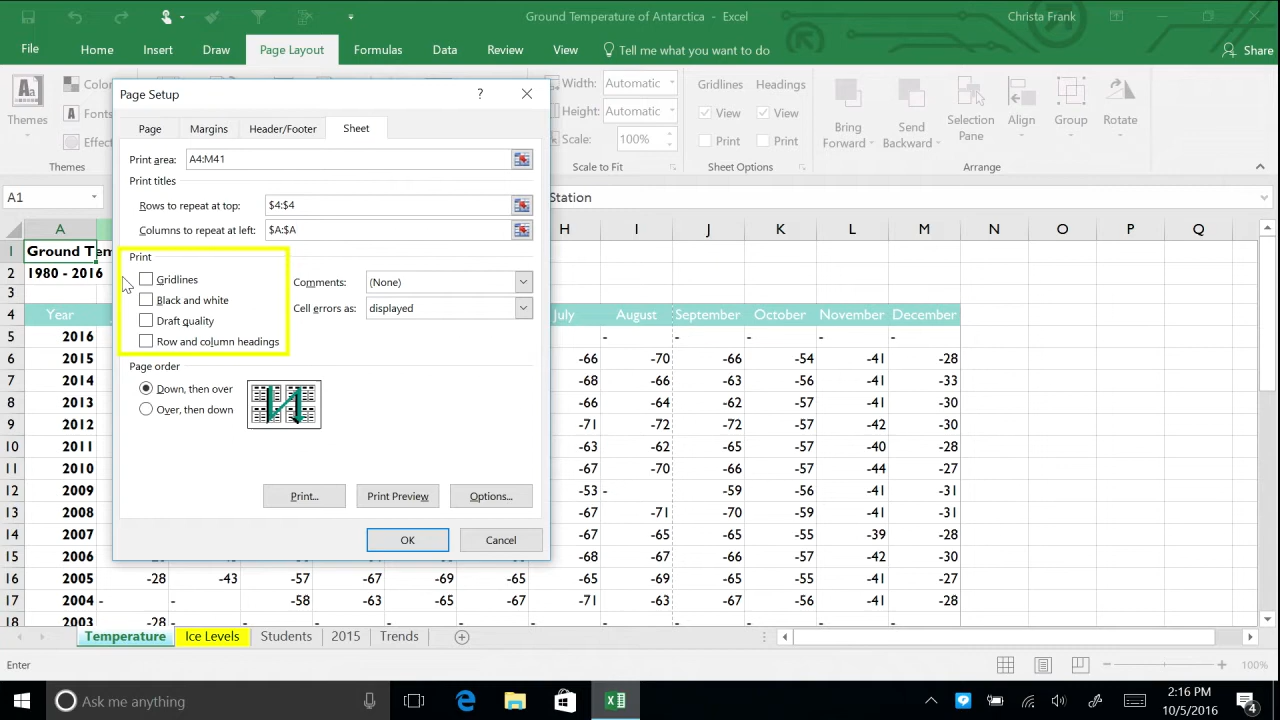 Ground Temperature of Antarctica - Excel
Christa Frank
File Home Insert Draw Page Layout Formulas Data Review View Tell me what you want to do Share
Themes
Color
Fonts
Effect
Themes
Width: Automatic
Height: Automatic
Scale: 100%
Scale to Fit
Gridlines Headings
View View
Print Print
Sheet Options
Bring Forward
Send Backward
Selection Pane
Align
Group
Rotate
Arrange
A1
Station
Page Setup ?
Page Margins Header/Footer Sheet
Print area: A4:M41
Print titles
Rows to repeat at top: $4:$4
Columns to repeat at left: $A:$A
Print
Gridlines
Black and white
Draft quality
Row and column headings
Comments: (None)
Cell errors as: displayed
Page order
Down, then over
Over, then down
Print... Print Preview Options...
OK Cancel
A H I J K L M N O P Q
1 Ground Tem
2 1980 - 2016
3
4 Year July August September October November December
5 2016 - - - - -
6 2015 -66 -70 -66 -54 -41 -28
7 2014 -68 -66 -63 -56 -41 -33
8 2013 -66 -64 -62 -57 -41 -30
9 2012 -71 -72 -72 -57 -42 -30
10 2011 -63 -62 -65 -57 -40 -28
11 2010 -67 -70 -66 -57 -44 -27
12 2009 -53 - -59 -56 -41 -31
13 2008 -67 -71 -70 -59 -41 -31
14 2007 -67 -65 -65 -57 -39 -28
15 2006 -68 -67 -66 -57 -42 -30
16 2005 -28 -43 -57 -67 -69 -65 -65 -69 -65 -55 -41 -27
17 2004 - - -58 -63 -65 -67 -71 -63 -67 -56 -41 -28
18 2003 -28 -
Temperature Ice Levels Students 2015 Trends
Enter
100%
Ask me anything
2:16 PM
10/5/2016
4